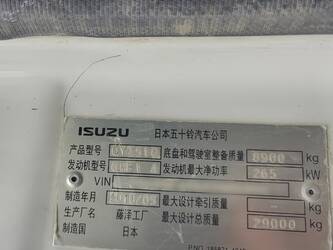 ISUZU 日本五十铃汽车公司
产品型号 底盘和驾驶室整备质量 8900 kg
发动机型号 发动机最大净功率 265 kW
VIN
制造年月 2010/05 最大设计牵引质量 kg
生产厂名 藤泽工厂 最大设计总质量 29000 kg
制造国 日本